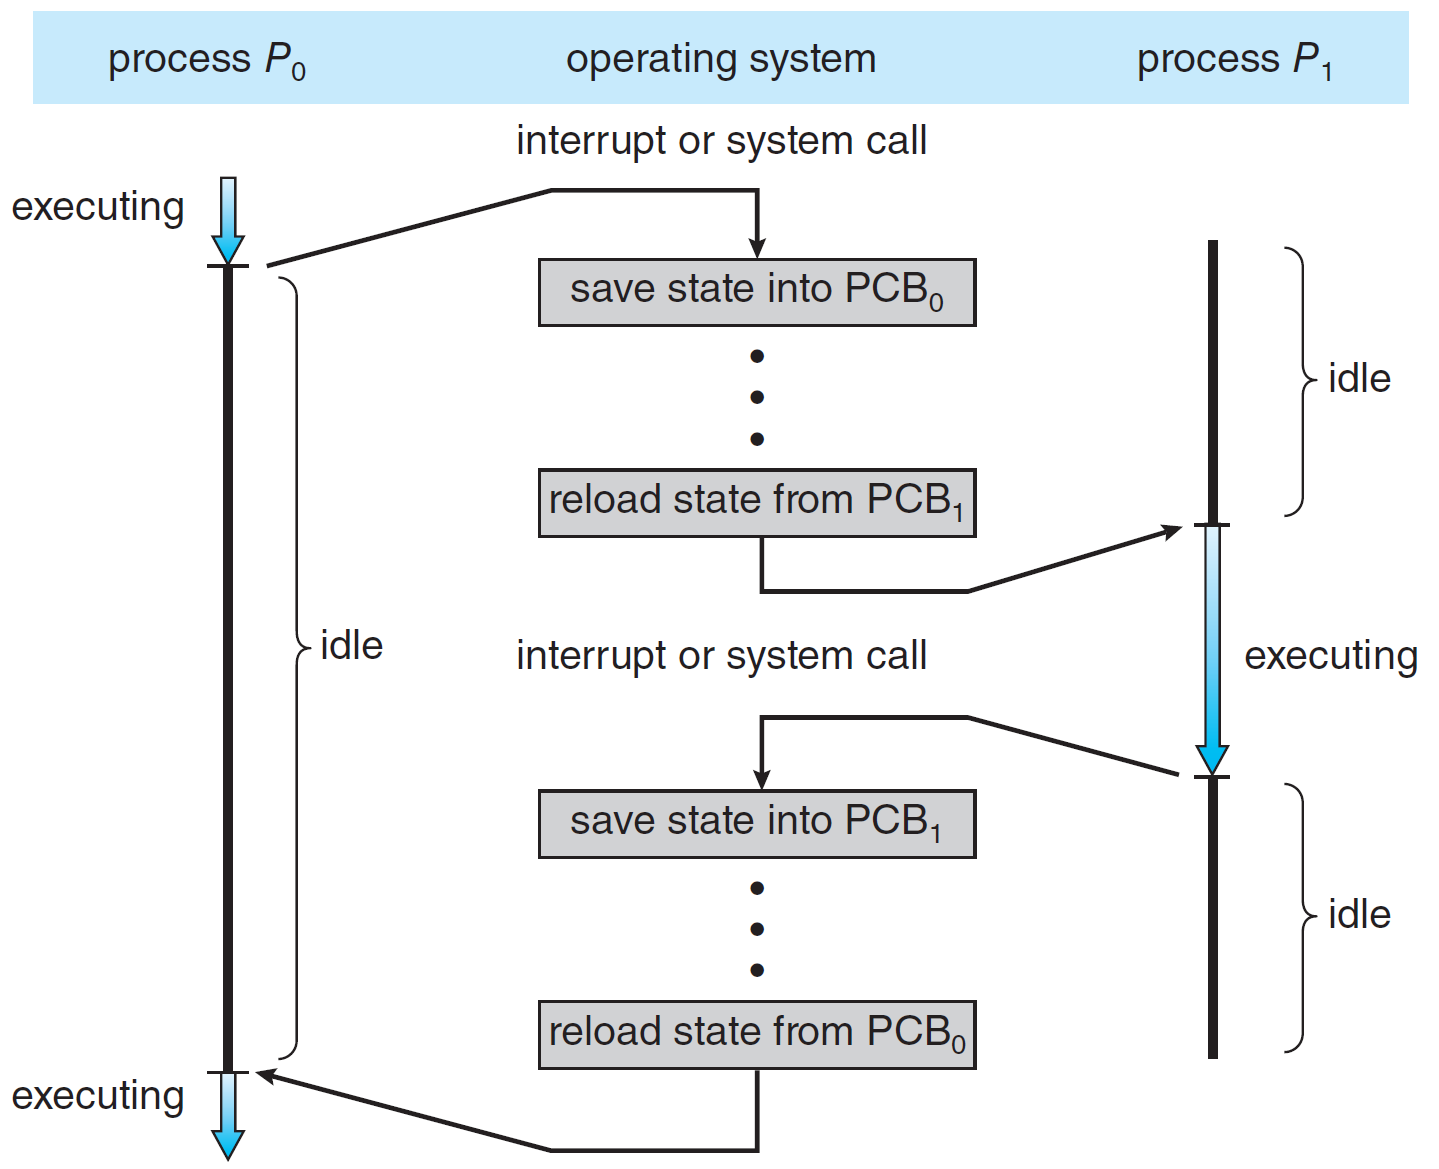 process P₀ operating system process P₁
interrupt or system call
executing
save state into PCB₀
idle
reload state from PCB₁
idle
interrupt or system call
executing
save state into PCB₁
idle
reload state from PCB₀
executing